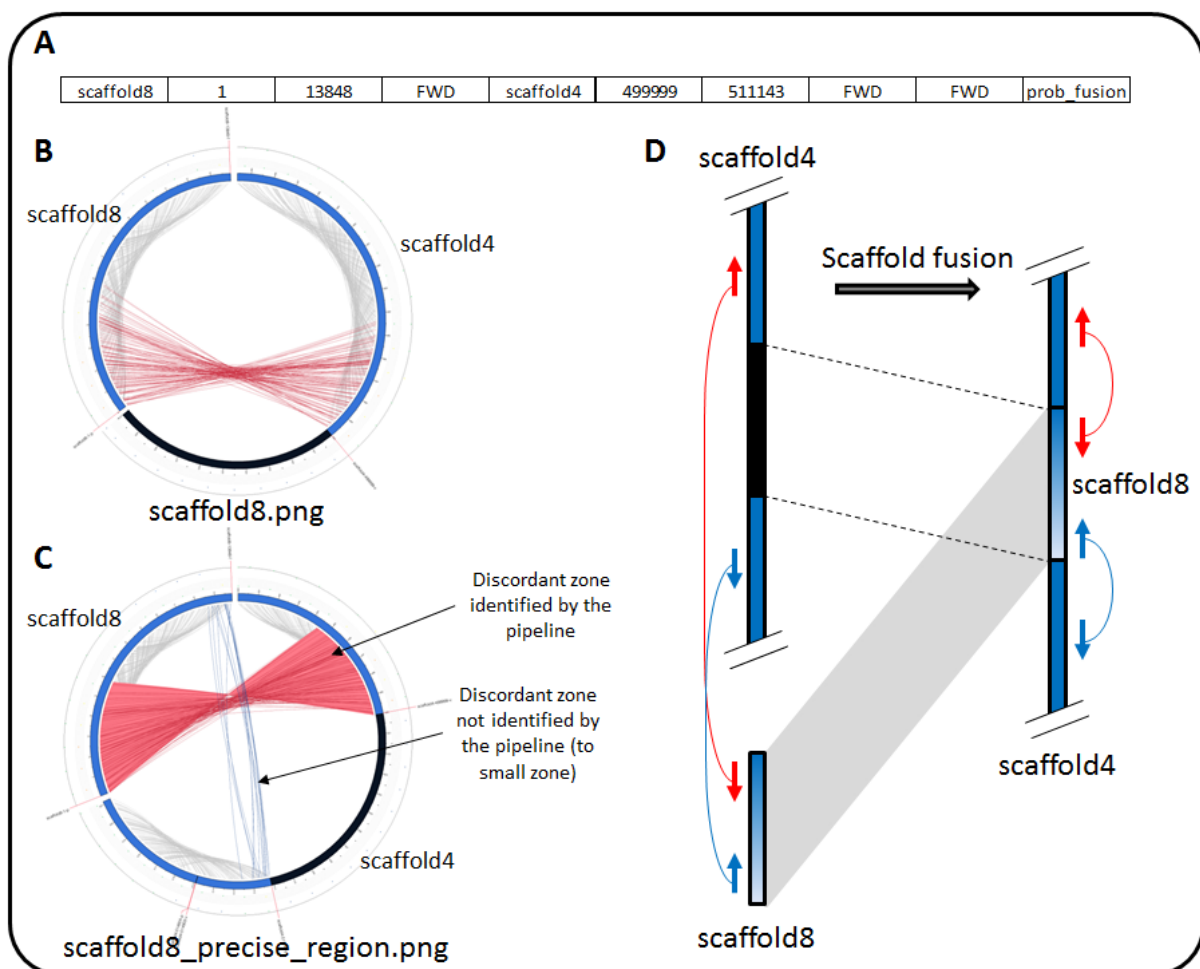 A
scaffold8 1 13848 FWD scaffold4 499999 511143 FWD FWD prob_fusion
B
scaffold8
scaffold4
scaffold8.png
C
scaffold8
Discordant zone
identified by the
pipeline
Discordant zone
not identified by
the pipeline (to
small zone)
scaffold4
scaffold8_precise_region.png
D
scaffold4
Scaffold fusion
scaffold8
scaffold4
scaffold8